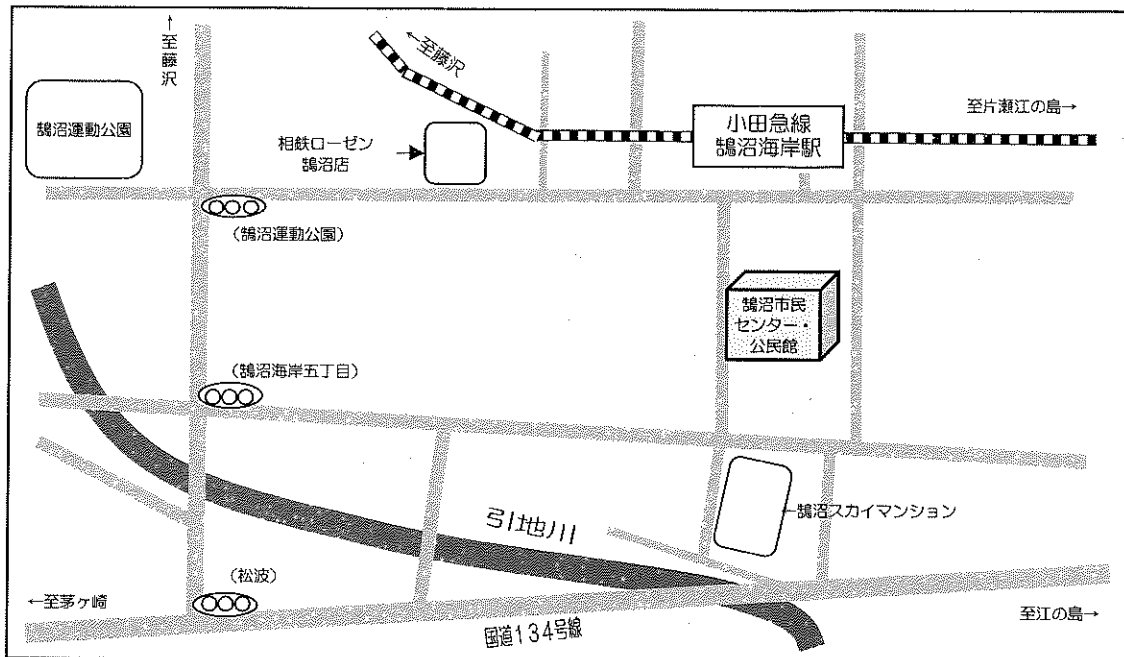 ↑至藤沢
←至藤沢
鵠沼運動公園
相鉄ローゼン
鵠沼店
小田急線
鵠沼海岸駅
至片瀬江の島→
(鵠沼運動公園)
鵠沼市民
センター・
公民館
(鵠沼海岸五丁目)
引地川
←鵠沼スカイマンション
(松波)
←至茅ヶ崎
国道134号線
至江の島→